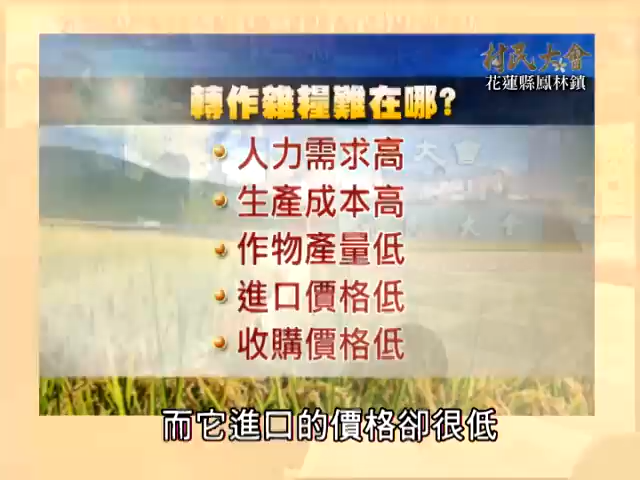 村民大會
花蓮縣鳳林鎮
轉作雜糧難在哪?
人力需求高
生產成本高
作物產量低
進口價格低
收購價格低
而它進口的價格卻很低